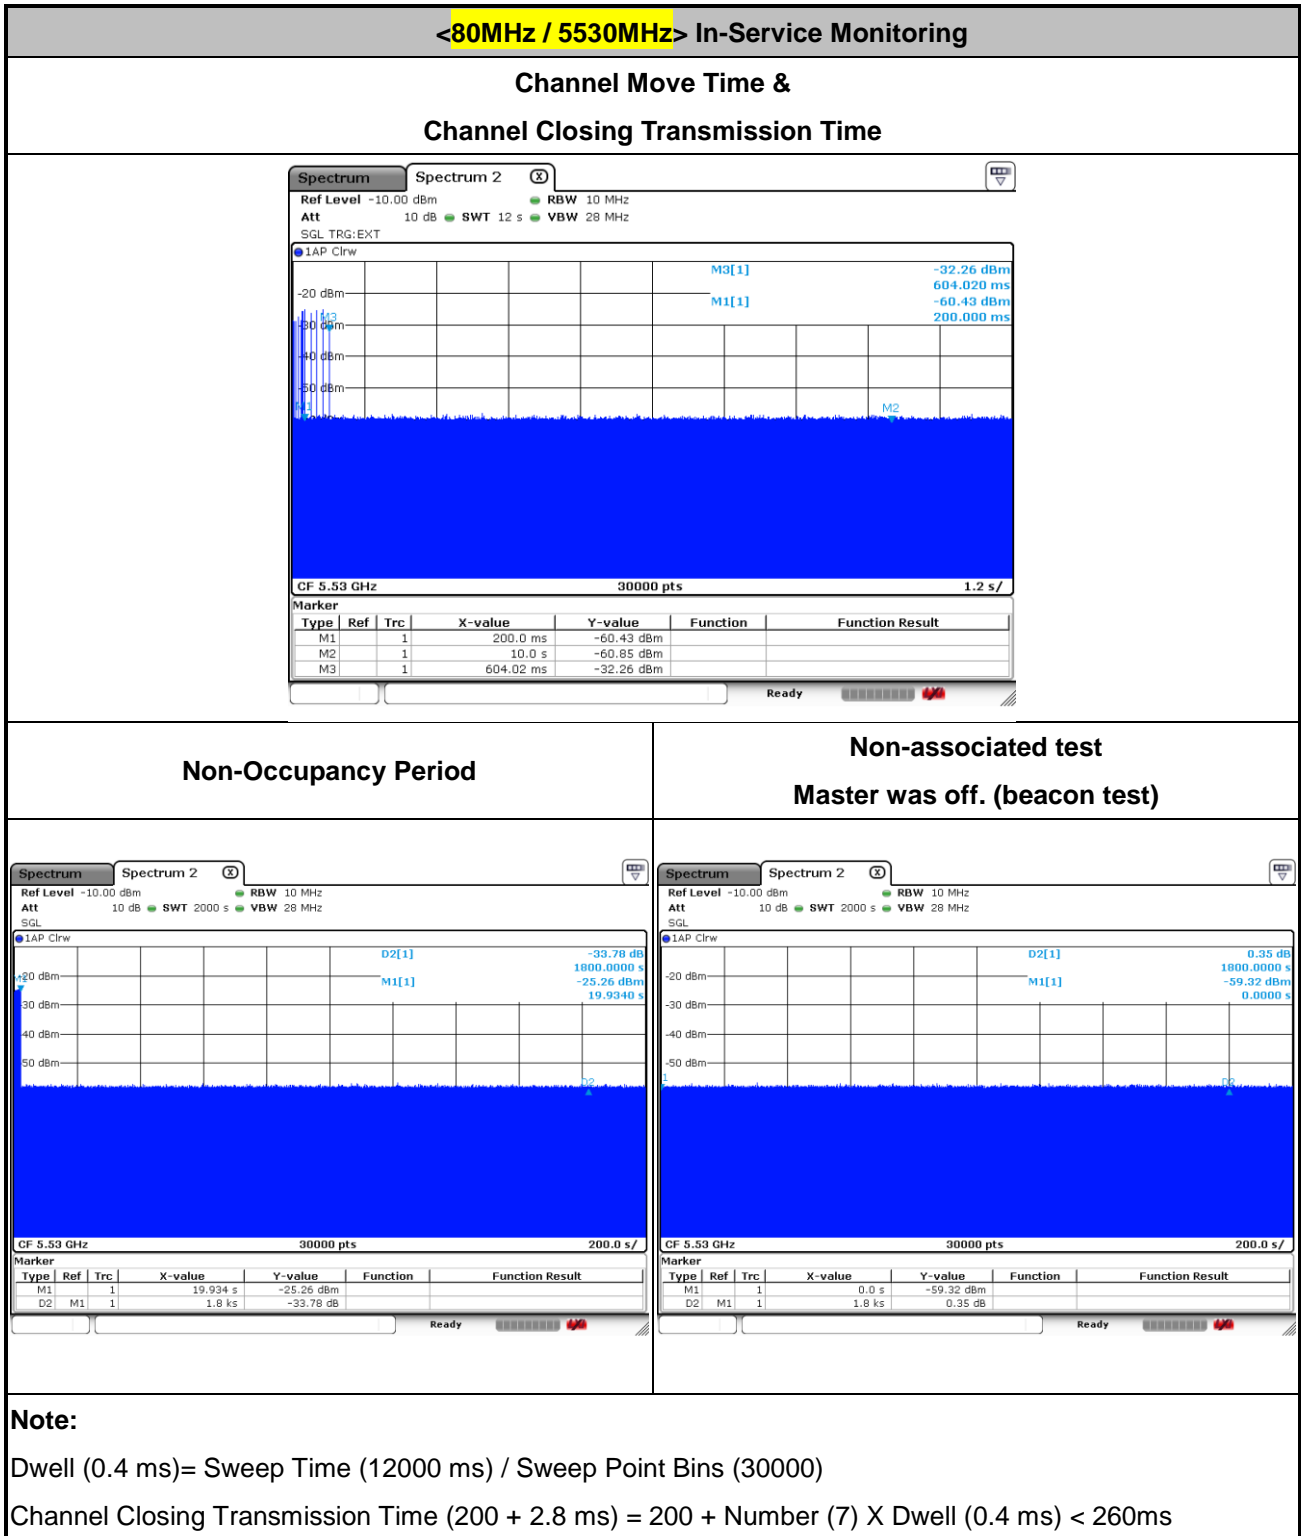 <80MHz / 5530MHz> In-Service Monitoring
Channel Move Time &
Channel Closing Transmission Time
Spectrum Spectrum 2 X
Ref Level -10.00 dBm RBW 10 MHz
Att 10 dB SWT 12 s VBW 28 MHz
SGL TRG:EXT
1AP Clrw
M3[1] -32.26 dBm
604.020 ms
-20 dBm
M1[1] -60.43 dBm
200.000 ms
M3
-30 dBm
-40 dBm
-50 dBm
M1 M2
CF 5.53 GHz 30000 pts 1.2 s/
Marker
Type Ref Trc X-value Y-value Function Function Result
M1 1 200.0 ms -60.43 dBm
M2 1 10.0 s -60.85 dBm
M3 1 604.02 ms -32.26 dBm
Ready
Non-Occupancy Period
Non-associated test
Master was off. (beacon test)
Spectrum Spectrum 2 X
Ref Level -10.00 dBm RBW 10 MHz
Att 10 dB SWT 2000 s VBW 28 MHz
SGL
1AP Clrw
D2[1] -33.78 dB
1800.0000 s
-20 dBm
M1[1] -25.26 dBm
19.9340 s
M1
-30 dBm
-40 dBm
-50 dBm
D2
CF 5.53 GHz 30000 pts 200.0 s/
Marker
Type Ref Trc X-value Y-value Function Function Result
M1 1 19.934 s -25.26 dBm
D2 M1 1 1.8 ks -33.78 dB
Ready
Spectrum Spectrum 2 X
Ref Level -10.00 dBm RBW 10 MHz
Att 10 dB SWT 2000 s VBW 28 MHz
SGL
1AP Clrw
D2[1] 0.35 dB
1800.0000 s
-20 dBm
M1[1] -59.32 dBm
0.0000 s
-30 dBm
-40 dBm
-50 dBm
1 D2
CF 5.53 GHz 30000 pts 200.0 s/
Marker
Type Ref Trc X-value Y-value Function Function Result
M1 1 0.0 s -59.32 dBm
D2 M1 1 1.8 ks 0.35 dB
Ready
Note:
Dwell (0.4 ms)= Sweep Time (12000 ms) / Sweep Point Bins (30000)
Channel Closing Transmission Time (200 + 2.8 ms) = 200 + Number (7) X Dwell (0.4 ms) < 260ms